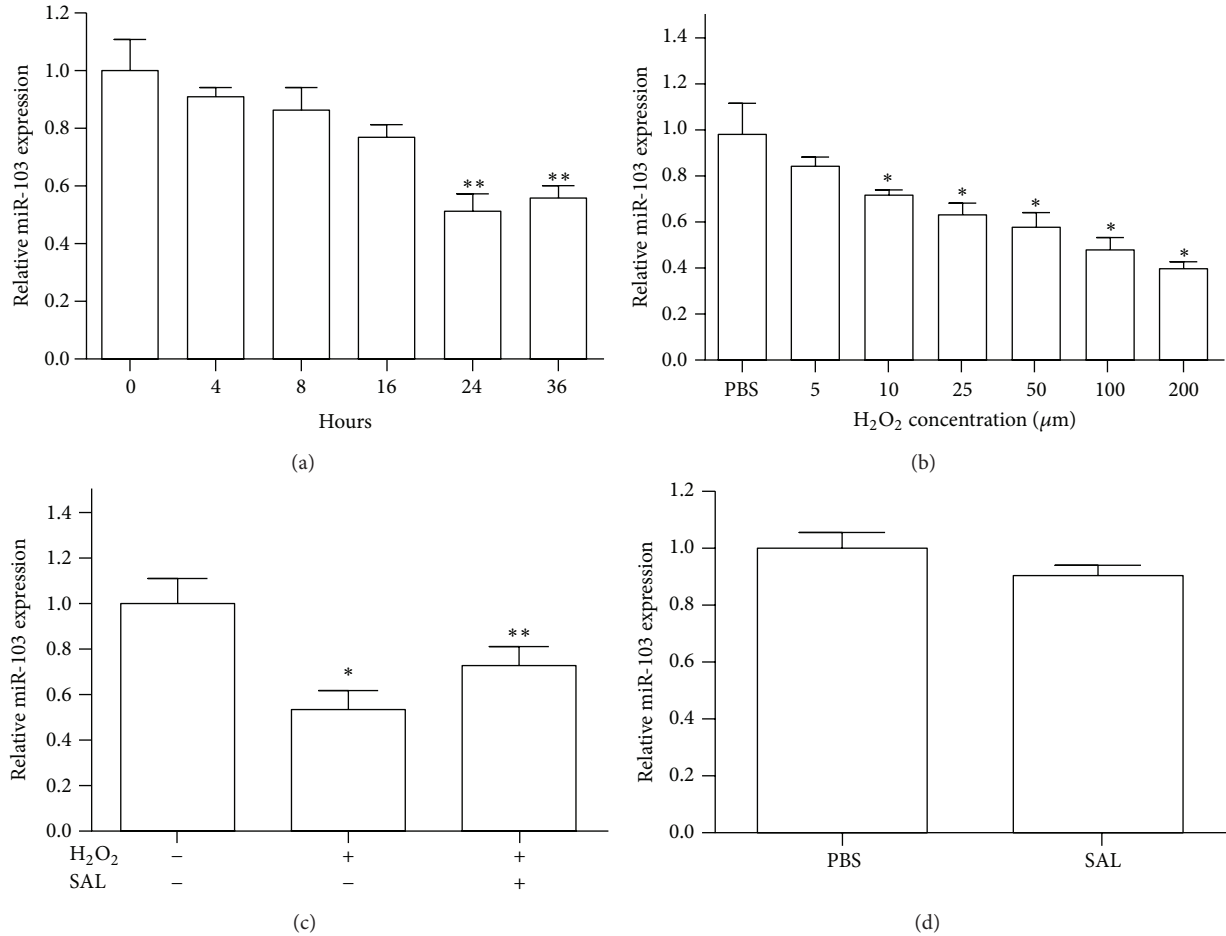 Relative miR-103 expression
1.2
1.0
0.8
0.6
0.4
0.2
0.0
** **
0 4 8 16 24 36
Hours
(a)
Relative miR-103 expression
1.4
1.2
1.0
0.8
0.6
0.4
0.2
0.0
* * * * *
PBS 5 10 25 50 100 200
H₂O₂ concentration (μm)
(b)
Relative miR-103 expression
1.4
1.2
1.0
0.8
0.6
0.4
0.2
0.0
* **
H₂O₂ − + +
SAL − − +
(c)
Relative miR-103 expression
1.2
1.0
0.8
0.6
0.4
0.2
0.0
PBS SAL
(d)